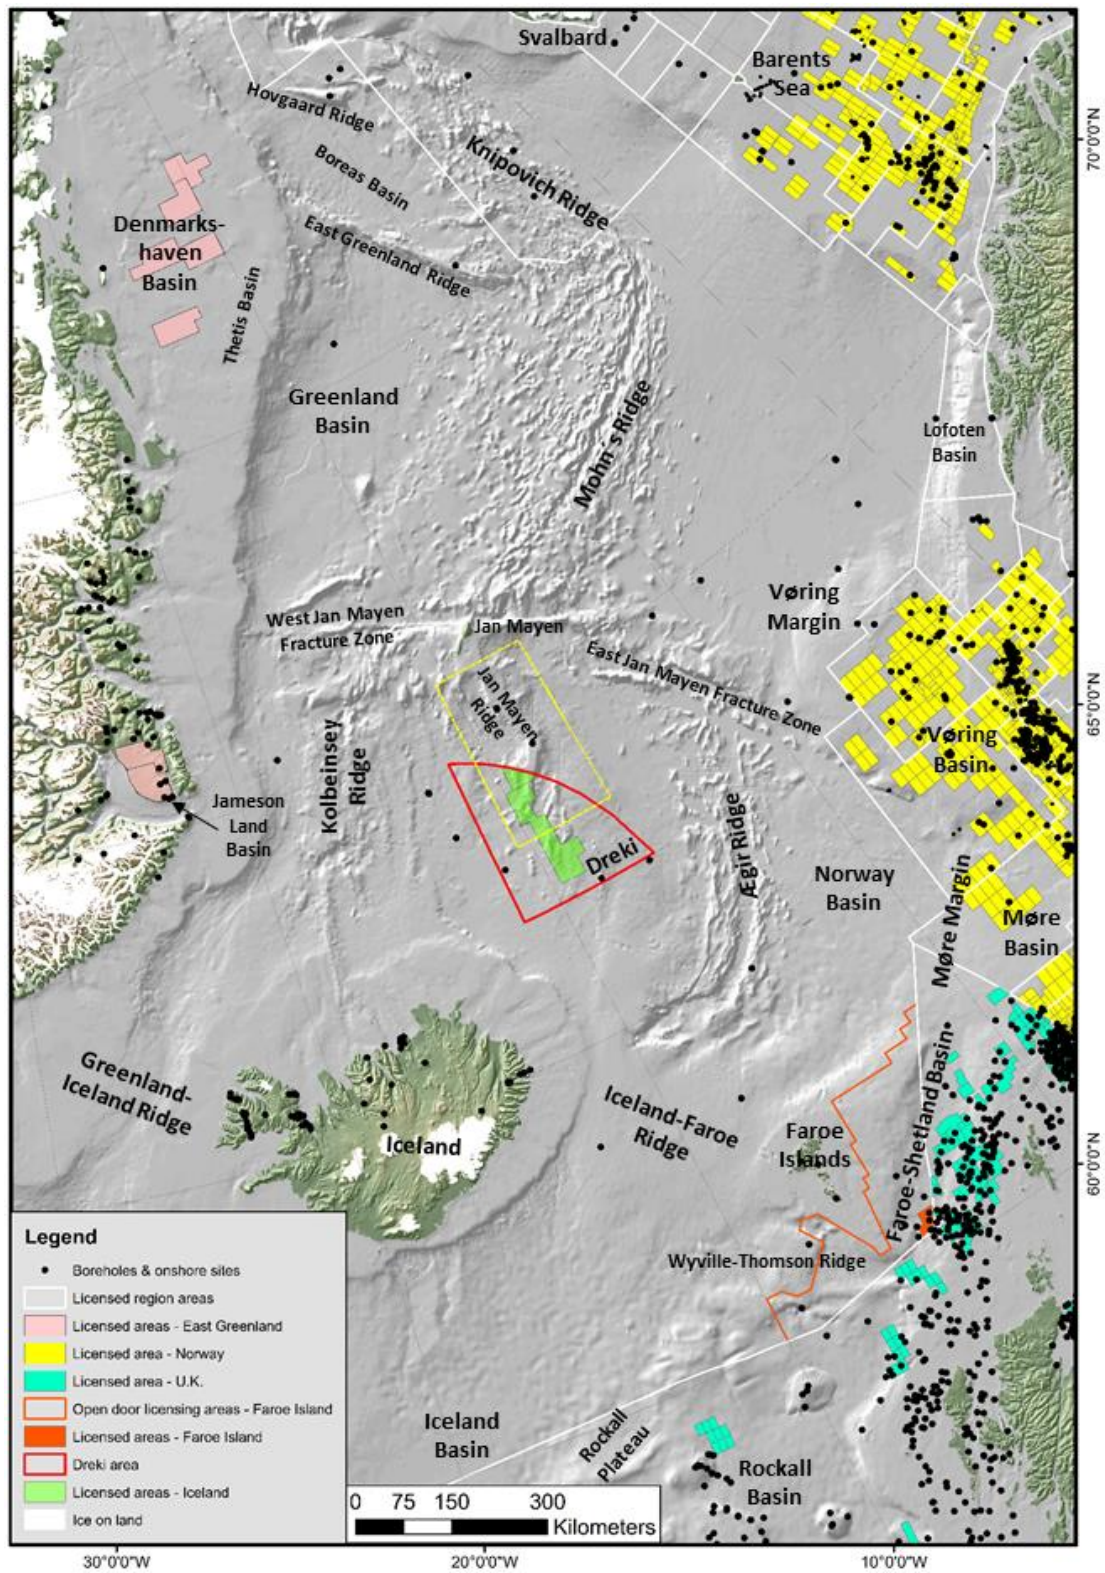 Svalbard
Barents
Sea
Hovgaard Ridge
Knipovich Ridge
Boreas Basin
70°0'0"N
Denmarks-
haven
Basin
East Greenland Ridge
Thetis Basin
Greenland
Basin
Mohn´s Ridge
Lofoten
Basin
Vøring
Margin
West Jan Mayen
Fracture Zone
Jan Mayen
East Jan Mayen Fracture Zone
Jan Mayen
Ridge
65°0'0"N
Vøring
Basin
Kolbeinsey
Ridge
Jameson
Land
Basin
Dreki
Ægir Ridge
Norway
Basin
Møre Margin
Møre
Basin
Greenland-
Iceland Ridge
Iceland
Iceland-Faroe
Ridge
Faroe
Islands
Faroe-Shetland Basin
60°0'0"N
Wyville-Thomson Ridge
Iceland
Basin
Rockall
Plateau
Rockall
Basin
Legend
Boreholes & onshore sites
Licensed region areas
Licensed areas - East Greenland
Licensed area - Norway
Licensed area - U.K.
Open door licensing areas - Faroe Island
Licensed areas - Faroe Island
Dreki area
Licensed areas - Iceland
Ice on land
0 75 150 300
Kilometers
30°0'0"W
20°0'0"W
10°0'0"W